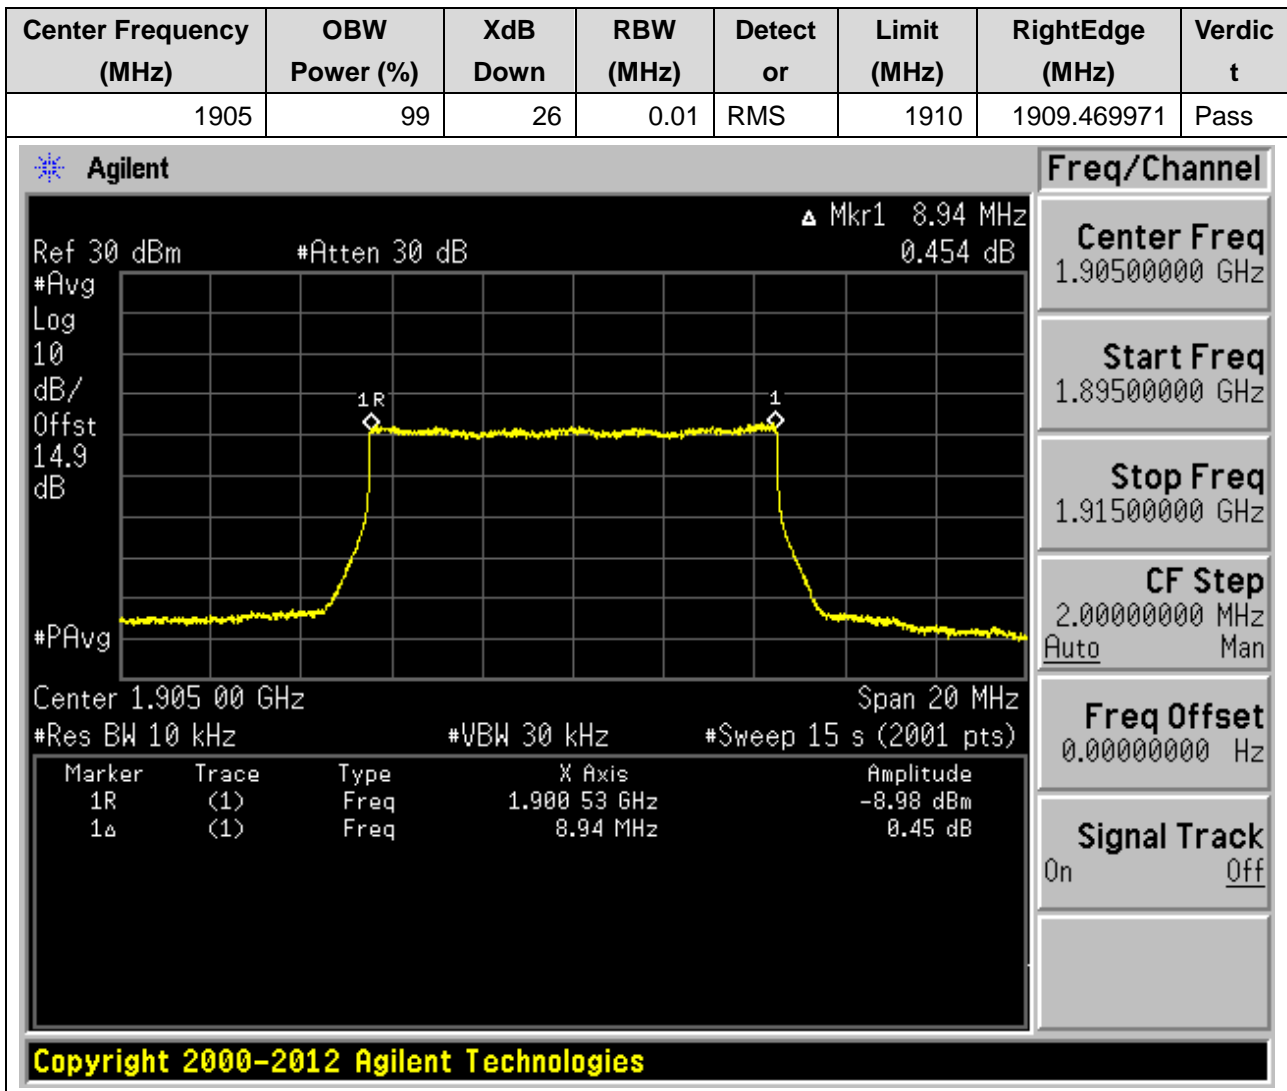 Center Frequency (MHz) OBW Power (%) XdB Down RBW (MHz) Detect or Limit (MHz) RightEdge (MHz) Verdic t
1905 99 26 0.01 RMS 1910 1909.469971 Pass
Agilent
Freq/Channel
Δ Mkr1 8.94 MHz
Ref 30 dBm #Atten 30 dB 0.454 dB
#Avg
Log
10
dB/
Offst
14.9
dB
#PAvg
1R
1
Center 1.905 00 GHz Span 20 MHz
#Res BW 10 kHz #VBW 30 kHz #Sweep 15 s (2001 pts)
Marker Trace Type X Axis Amplitude
1R (1) Freq 1.900 53 GHz -8.98 dBm
1Δ (1) Freq 8.94 MHz 0.45 dB
Center Freq
1.90500000 GHz
Start Freq
1.89500000 GHz
Stop Freq
1.91500000 GHz
CF Step
2.00000000 MHz
Auto Man
Freq Offset
0.00000000 Hz
Signal Track
On Off
Copyright 2000-2012 Agilent Technologies